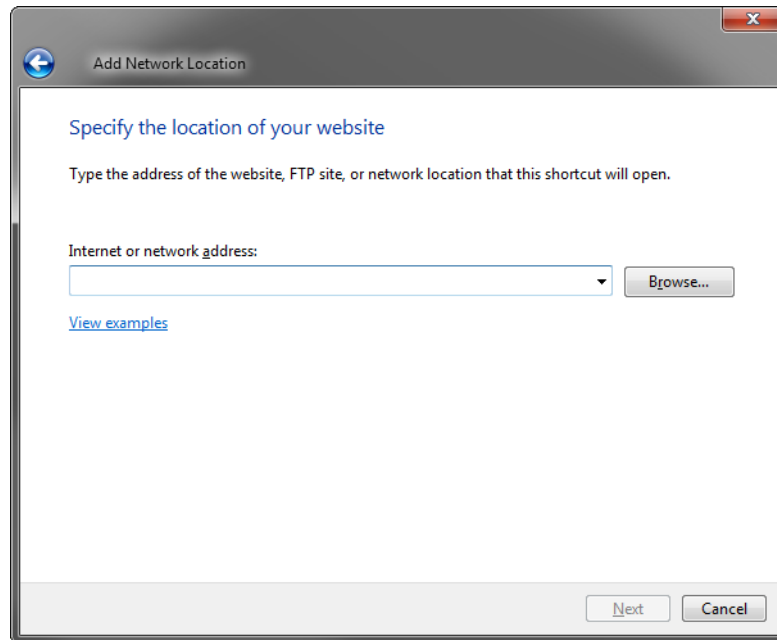 Add Network Location
Specify the location of your website
Type the address of the website, FTP site, or network location that this shortcut will open.
Internet or network address:
Browse...
View examples
Next
Cancel